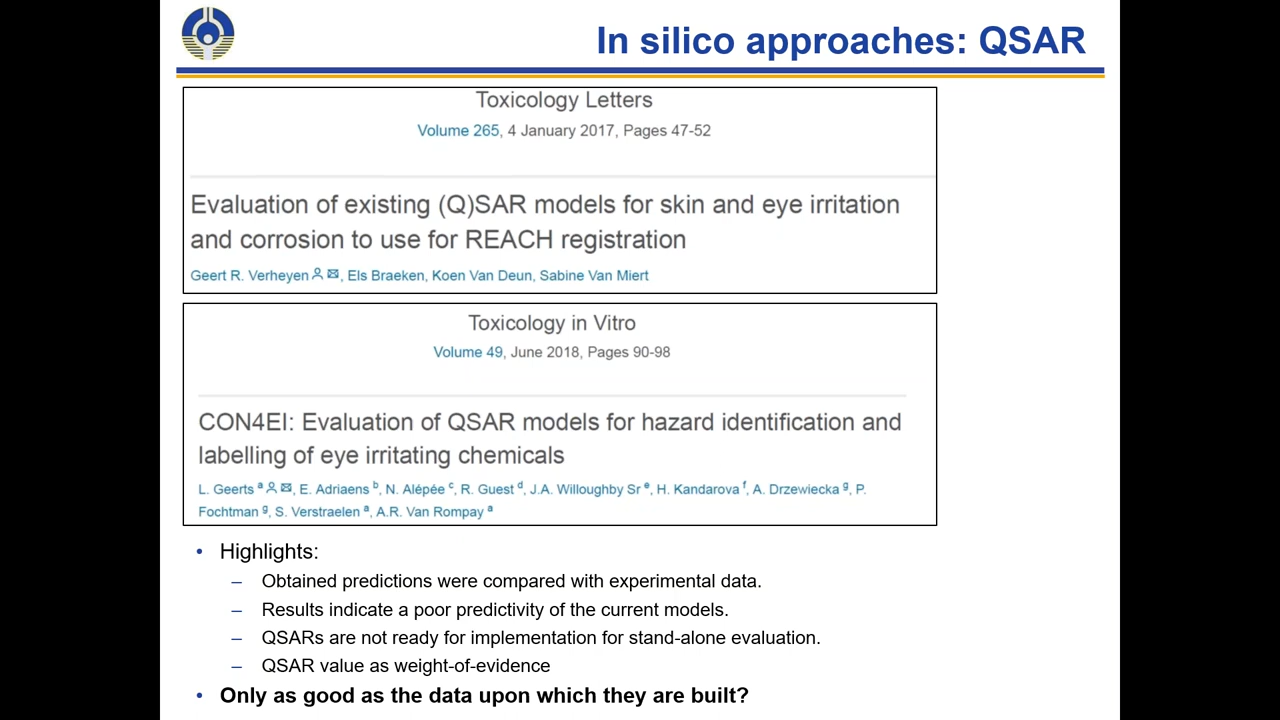 In silico approaches: QSAR
Toxicology Letters
Volume 265, 4 January 2017, Pages 47-52
Evaluation of existing (Q)SAR models for skin and eye irritation
and corrosion to use for REACH registration
Geert R. Verheyen, Els Braeken, Koen Van Deun, Sabine Van Miert
Toxicology in Vitro
Volume 49, June 2018, Pages 90-98
CON4EI: Evaluation of QSAR models for hazard identification and
labelling of eye irritating chemicals
L. Geerts a, E. Adriaens b, N. Alépée c, R. Guest d, J.A. Willoughby Sr e, H. Kandarova f, A. Drzewiecka g, P.
Fochtman g, S. Verstraelen a, A.R. Van Rompay a
• Highlights:
– Obtained predictions were compared with experimental data.
– Results indicate a poor predictivity of the current models.
– QSARs are not ready for implementation for stand-alone evaluation.
– QSAR value as weight-of-evidence
• Only as good as the data upon which they are built?